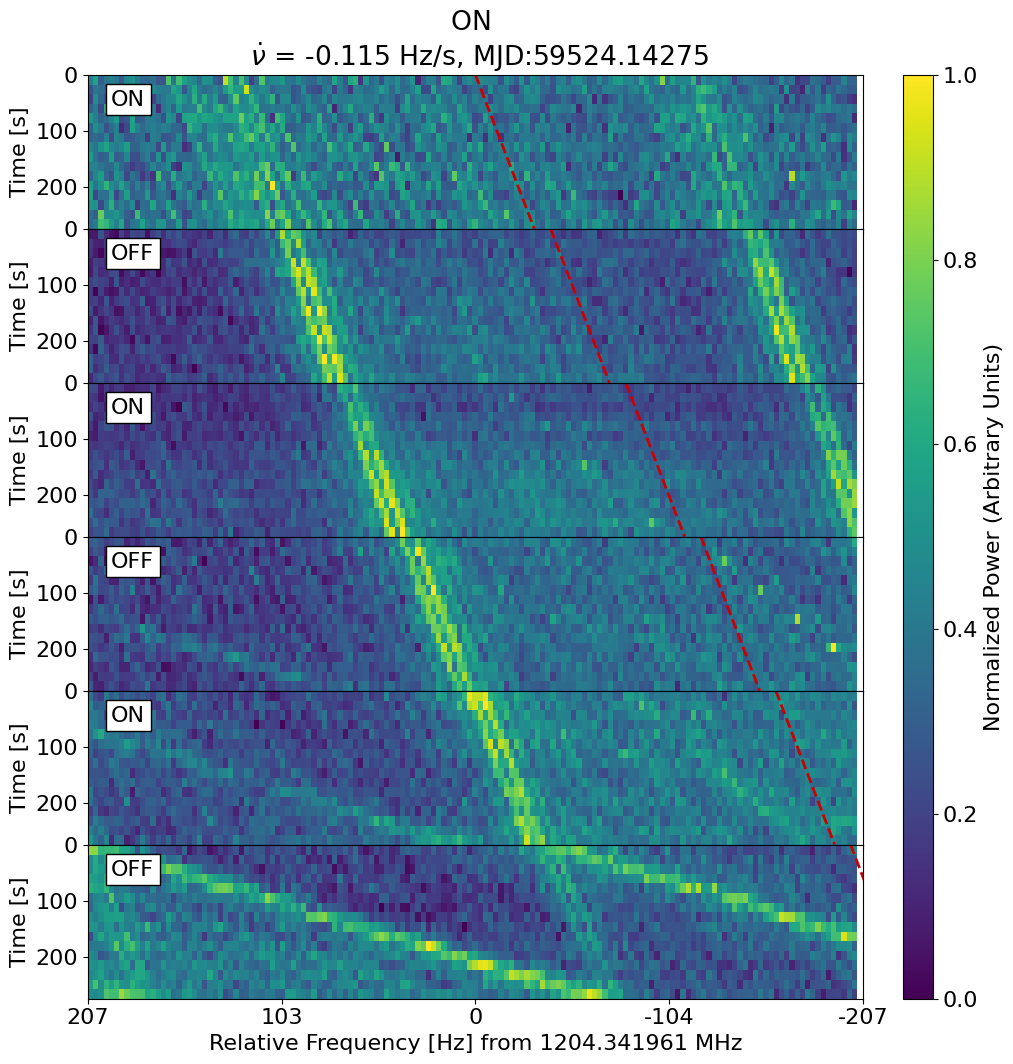 ON
ν̇ = -0.115 Hz/s, MJD:59524.14275
0
ON
100
Time [s]
200
0
OFF
100
Time [s]
200
0
ON
100
Time [s]
200
0
OFF
100
Time [s]
200
0
ON
100
Time [s]
200
0
OFF
100
Time [s]
200
207 103 0 -104 -207
Relative Frequency [Hz] from 1204.341961 MHz
1.0
0.8
0.6
0.4
0.2
0.0
Normalized Power (Arbitrary Units)